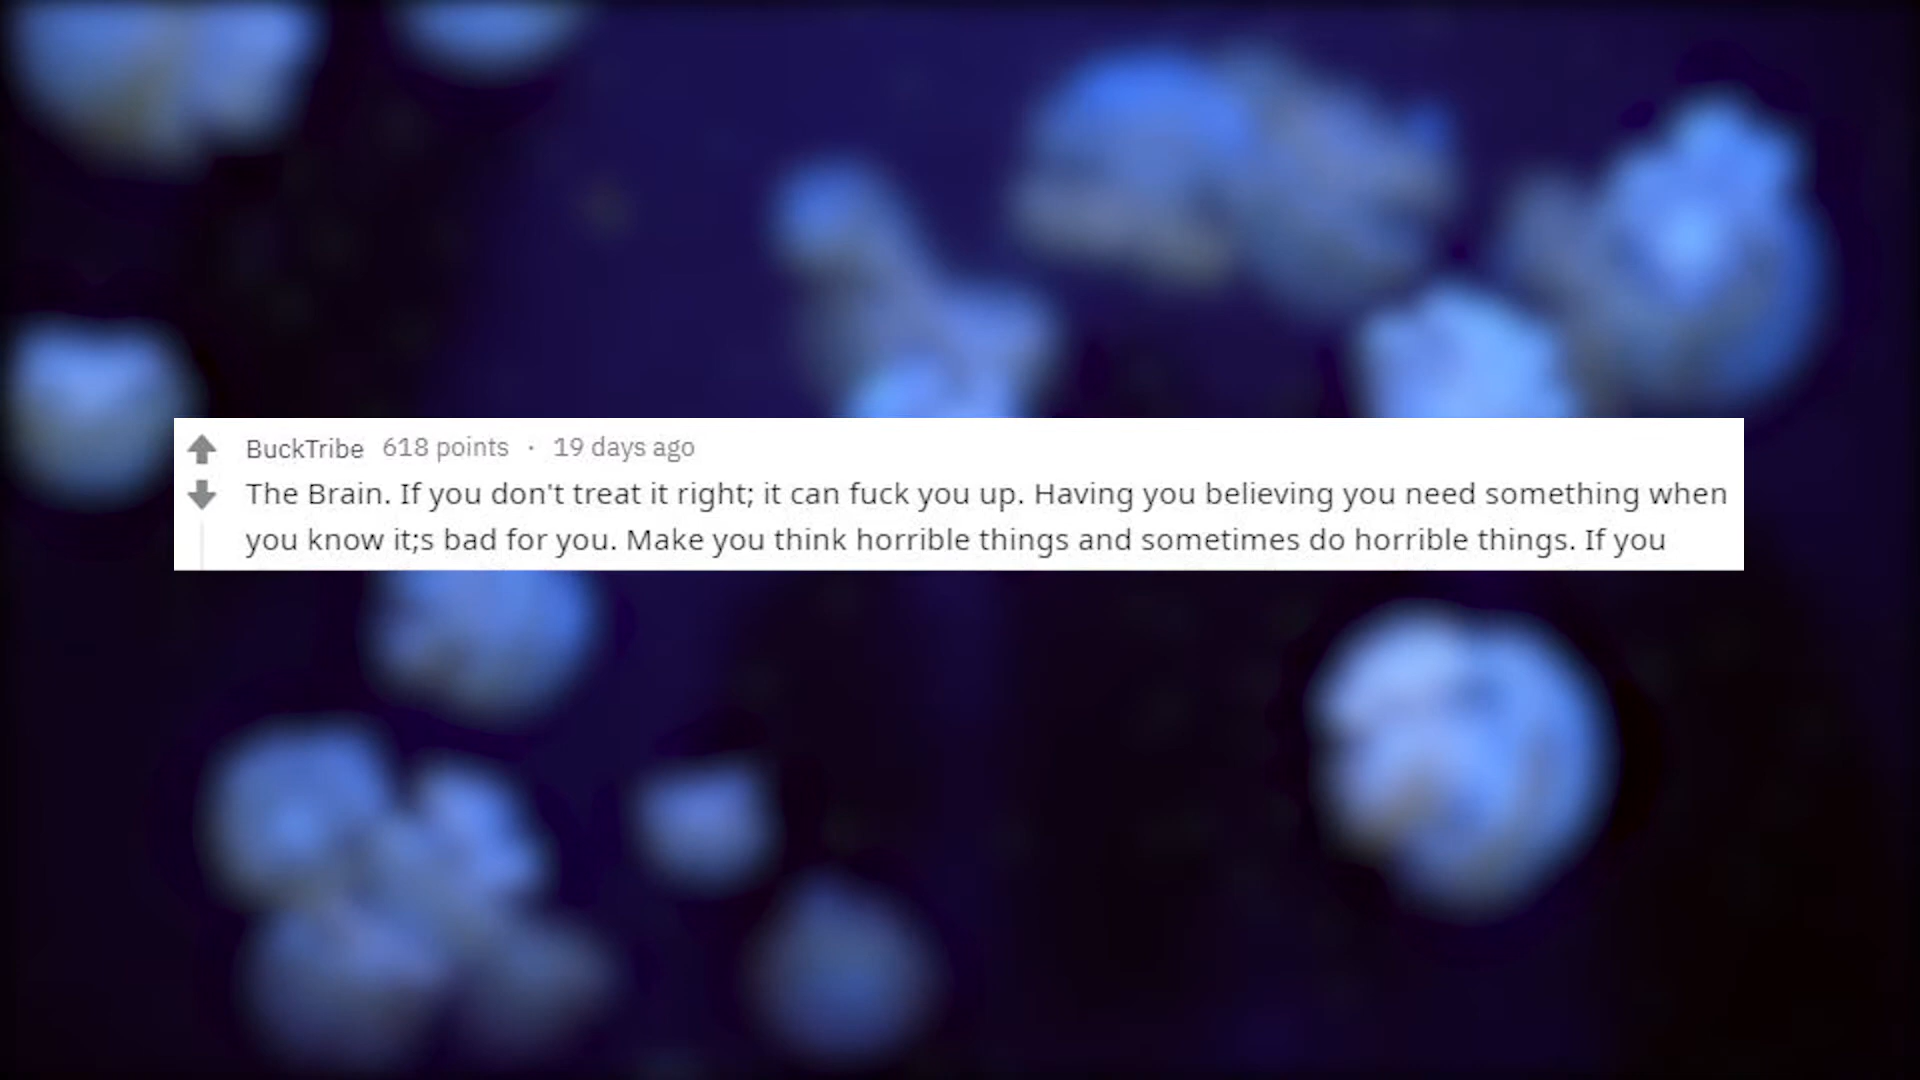 BuckTribe 618 points · 19 days ago
The Brain. If you don't treat it right; it can fuck you up. Having you believing you need something when
you know it;s bad for you. Make you think horrible things and sometimes do horrible things. If you